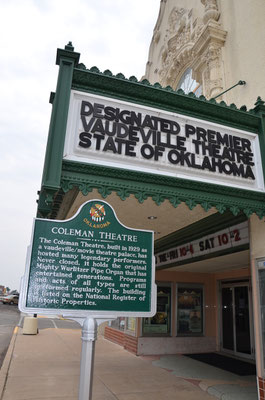 DESIGNATED PREMIER
VAUDEVILLE THEATRE
STATE OF OKLAHOMA
OKLAHOMA
COLEMAN THEATRE
The Coleman Theatre, built in 1929 as
a vaudeville/movie theatre palace, has
hosted many legendary performers.
Never closed, it holds the original
Mighty Wurlitzer Pipe Organ that has
entertained generations. Programs
and acts of all types are still
performed regularly. The building
is listed on the National Register of
Historic Properties.
SAT 10-2